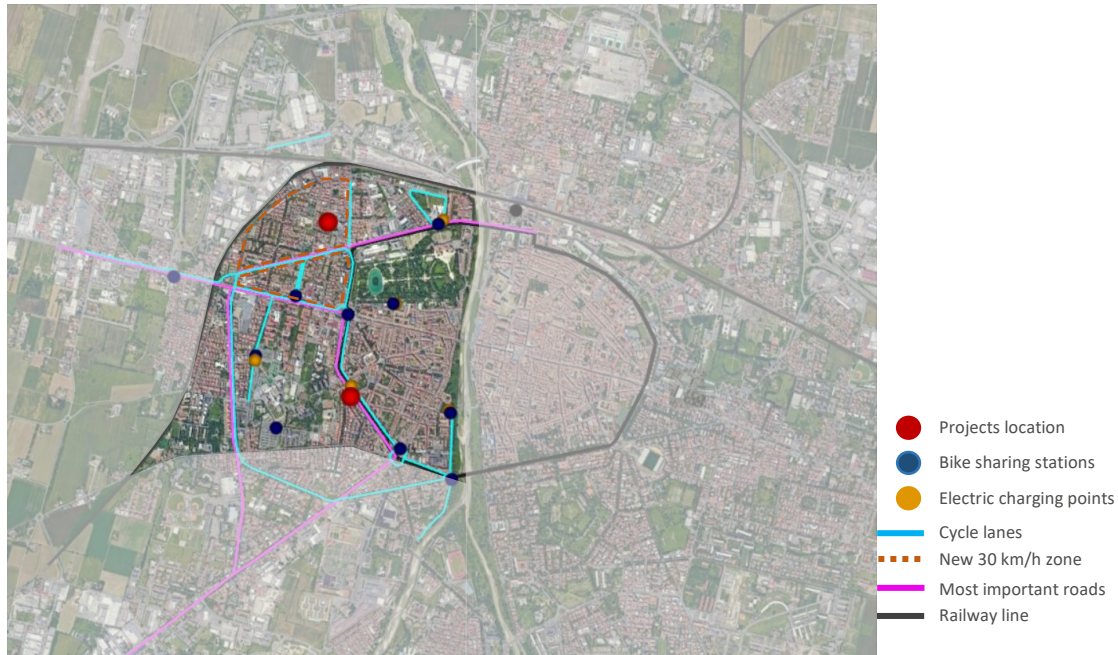 Projects location
Bike sharing stations
Electric charging points
Cycle lanes
New 30 km/h zone
Most important roads
Railway line